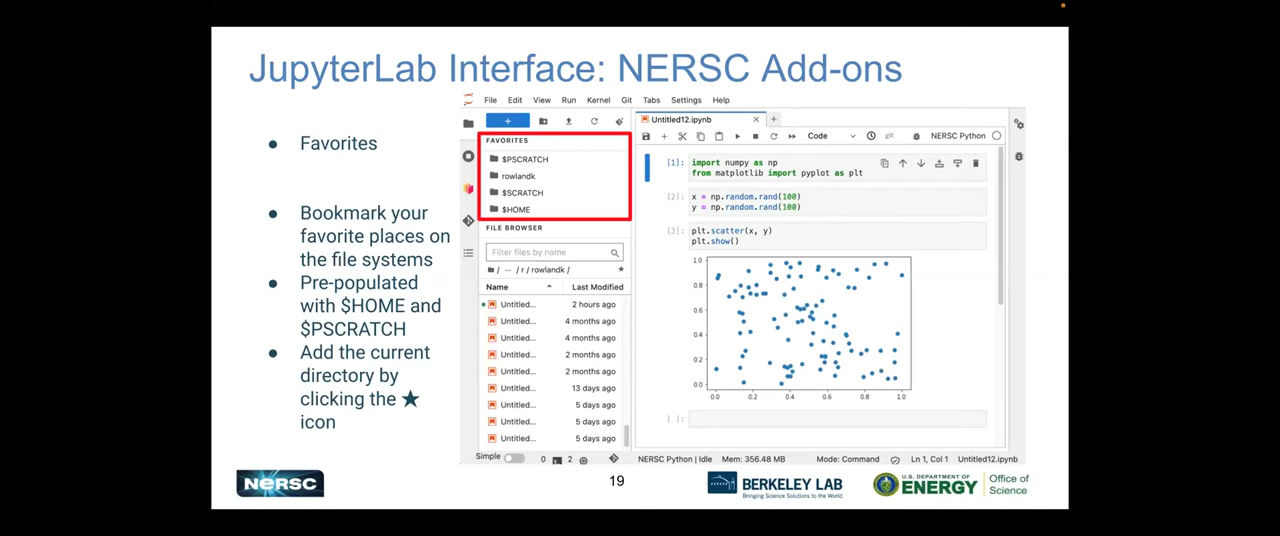 JupyterLab Interface: NERSC Add-ons
● Favorites
● Bookmark your
favorite places on
the file systems
● Pre-populated
with $HOME and
$PSCRATCH
● Add the current
directory by
clicking the ★
icon
File Edit View Run Kernel Git Tabs Settings Help
FAVORITES
$PSCRATCH
rowlandk
$SCRATCH
$HOME
FILE BROWSER
Filter files by name
/ ··· / r / rowlandk /
Name Last Modified
Untitled... 2 hours ago
Untitled... 4 months ago
Untitled... 4 months ago
Untitled... 2 months ago
Untitled... 2 months ago
Untitled... 13 days ago
Untitled... 5 days ago
Untitled... 5 days ago
Untitled... 5 days ago
Untitled12.ipynb
Code NERSC Python
[1]: import numpy as np
from matplotlib import pyplot as plt
[2]: x = np.random.rand(100)
y = np.random.rand(100)
[3]: plt.scatter(x, y)
plt.show()
1.0
0.8
0.6
0.4
0.2
0.0
0.0 0.2 0.4 0.6 0.8 1.0
[ ]:
Simple 0 2 NERSC Python | Idle Mem: 356.48 MB Mode: Command Ln 1, Col 1 Untitled12.ipynb
NERSC
19
BERKELEY LAB
Bringing Science Solutions to the World
U.S. DEPARTMENT OF
ENERGY
Office of
Science